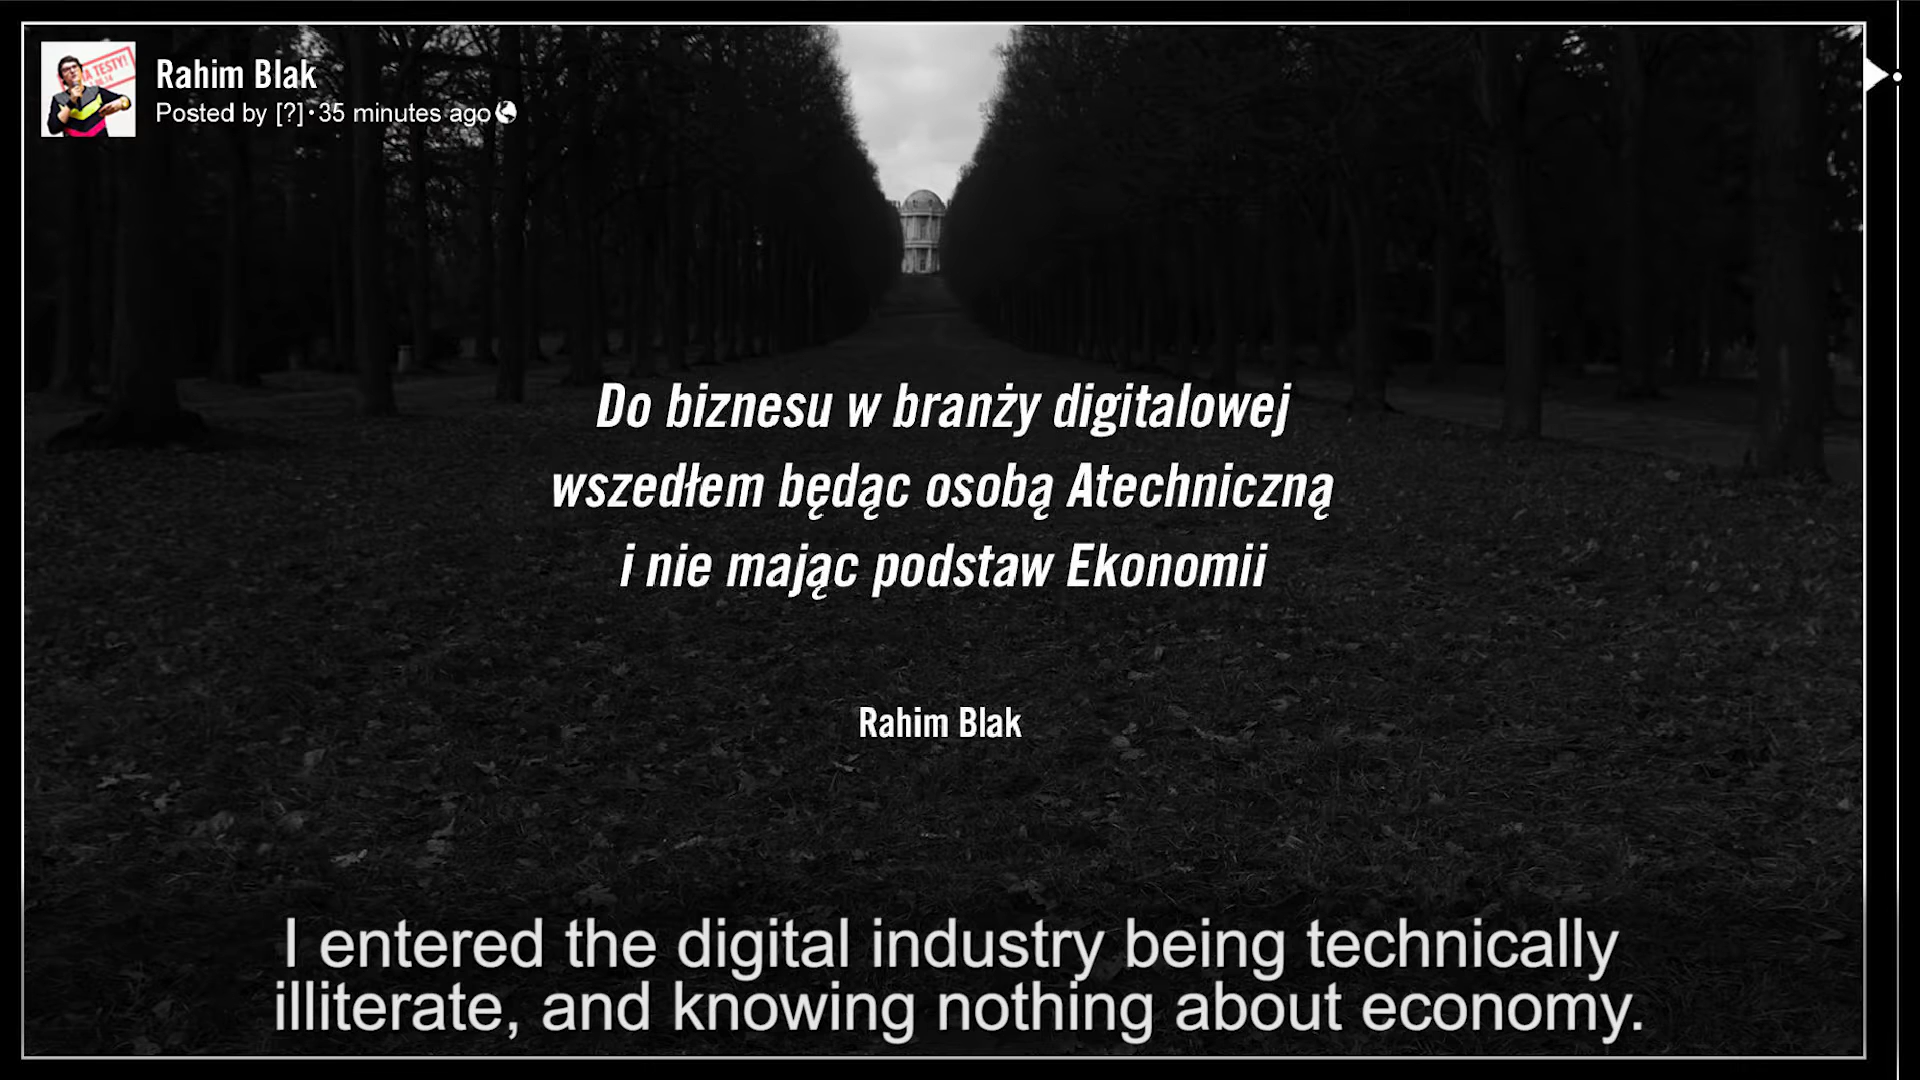 A TESTY!
Rahim Blak
Posted by [?] • 35 minutes ago
Do biznesu w branży digitalowej
wszedłem będąc osobą Atechniczną
i nie mając podstaw Ekonomii
Rahim Blak
I entered the digital industry being technically
illiterate, and knowing nothing about economy.